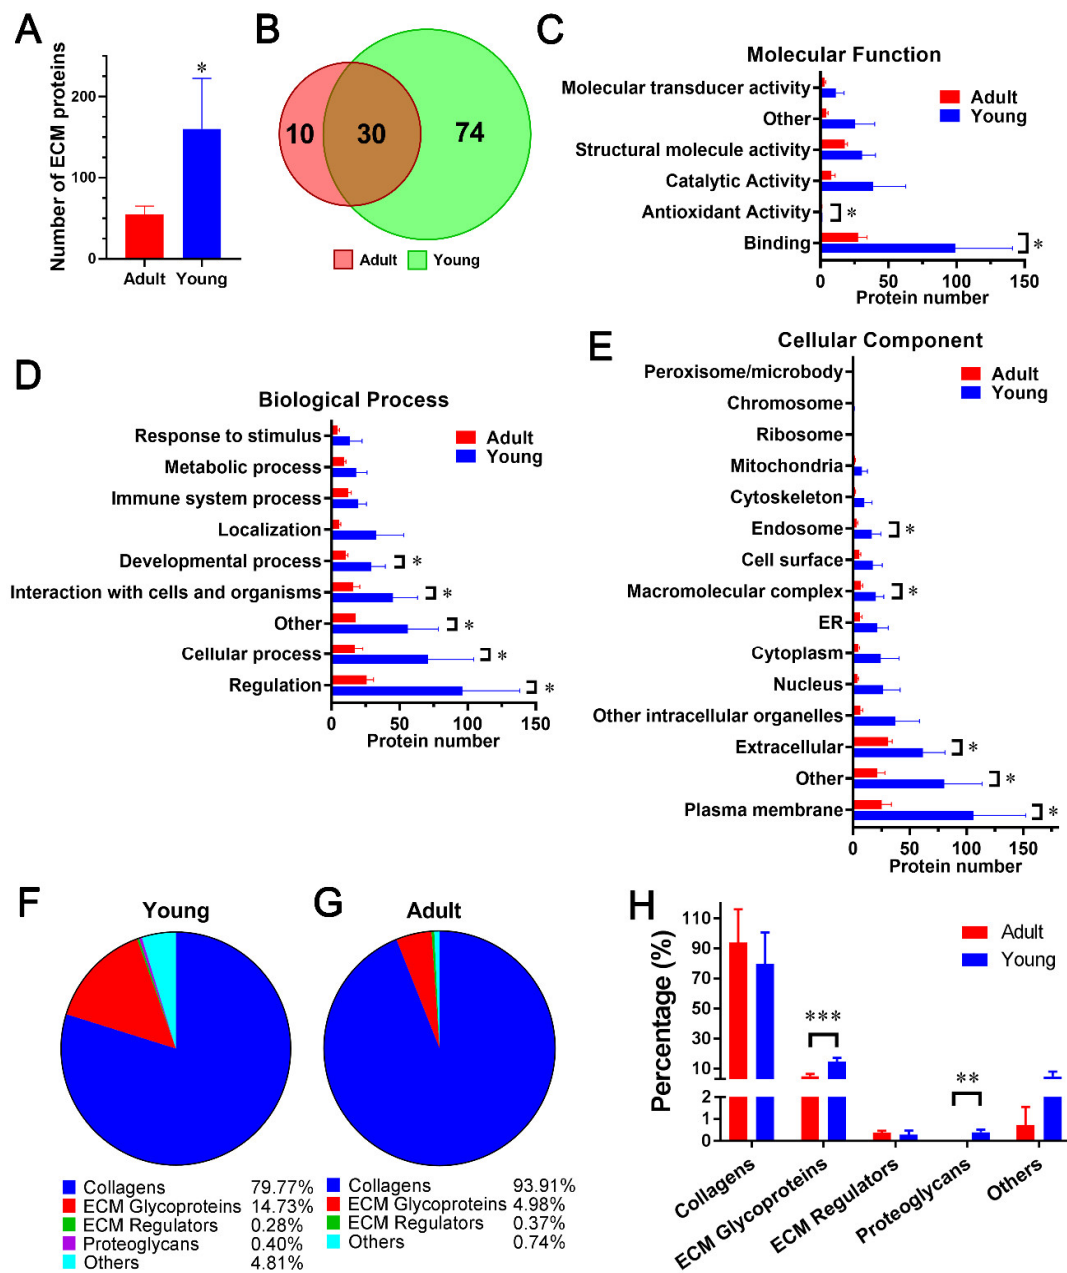 A
Number of ECM proteins
200
100
0
*
Adult Young
B
10 30 74
Adult Young
C
Molecular Function
Molecular transducer activity
Other
Structural molecule activity
Catalytic Activity
Antioxidant Activity *
Binding *
Adult
Young
0 50 100 150
Protein number
D
Biological Process
Response to stimulus
Metabolic process
Immune system process
Localization
Developmental process *
Interaction with cells and organisms *
Other *
Cellular process *
Regulation *
Adult
Young
0 50 100 150
Protein number
E
Cellular Component
Peroxisome/microbody
Chromosome
Ribosome
Mitochondria
Cytoskeleton
Endosome *
Cell surface
Macromolecular complex *
ER
Cytoplasm
Nucleus
Other intracellular organelles
Extracellular *
Other *
Plasma membrane *
Adult
Young
0 50 100 150
Protein number
F
Young
Collagens 79.77%
ECM Glycoproteins 14.73%
ECM Regulators 0.28%
Proteoglycans 0.40%
Others 4.81%
G
Adult
Collagens 93.91%
ECM Glycoproteins 4.98%
ECM Regulators 0.37%
Others 0.74%
H
Percentage (%)
110
90
70
50
30
10
2
1
0
Adult
Young
***
**
Collagens
ECM Glycoproteins
ECM Regulators
Proteoglycans
Others